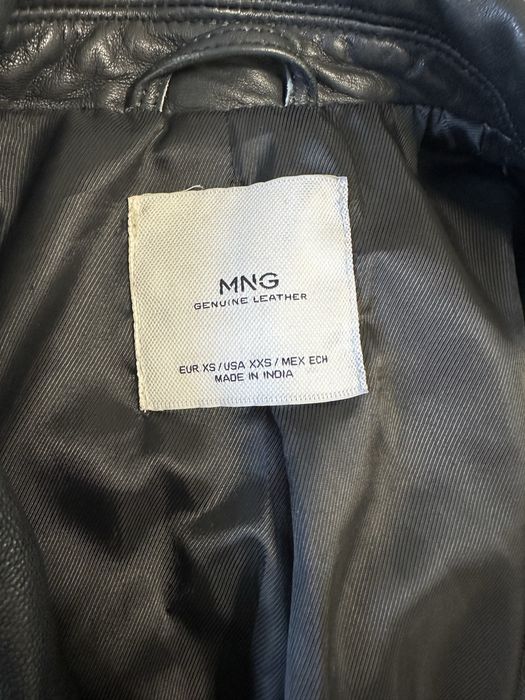 MNG
GENUINE LEATHER
EUR XS / USA XXS / MEX ECH
MADE IN INDIA